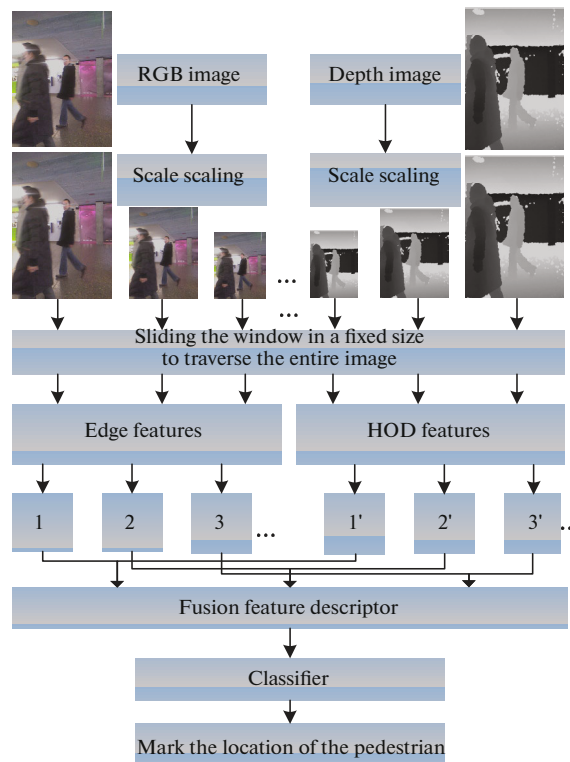 RGB image
Depth image
Scale scaling
Scale scaling
...
...
Sliding the window in a fixed size
to traverse the entire image
Edge features
HOD features
1
2
3
...
1'
2'
3'
..
Fusion feature descriptor
Classifier
Mark the location of the pedestrian